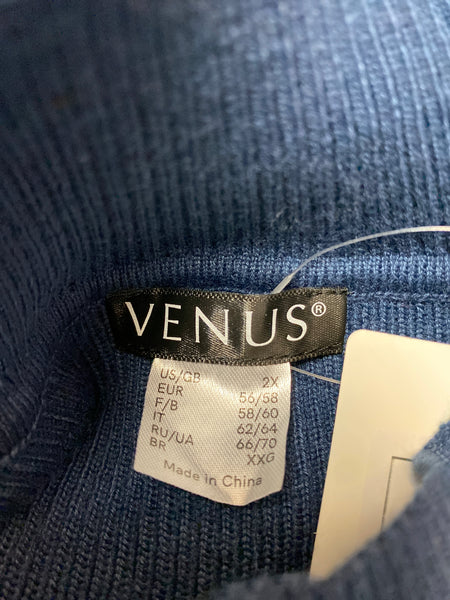 VENUS®
US/GB 2X
EUR 56/58
F/B 58/60
IT 62/64
RU/UA 66/70
BR XXG
Made in China